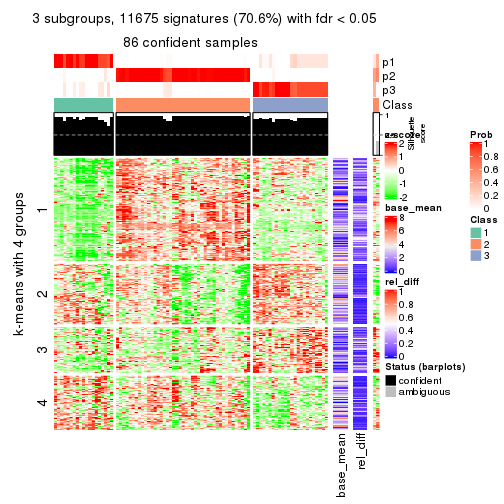 3 subgroups, 11675 signatures (70.6%) with fdr < 0.05
86 confident samples
p1
p2
p3
Class
1
Silhouette
score
k-means with 4 groups
1
2
3
4
base_mean
rel_diff
z-score
2
1
0
-1
-2
base_mean
8
6
4
2
0
rel_diff
1
0.8
0.6
0.4
0.2
0
Status (barplots)
confident
ambiguous
Prob
1
0.8
0.6
0.4
0.2
0
Class
1
2
3